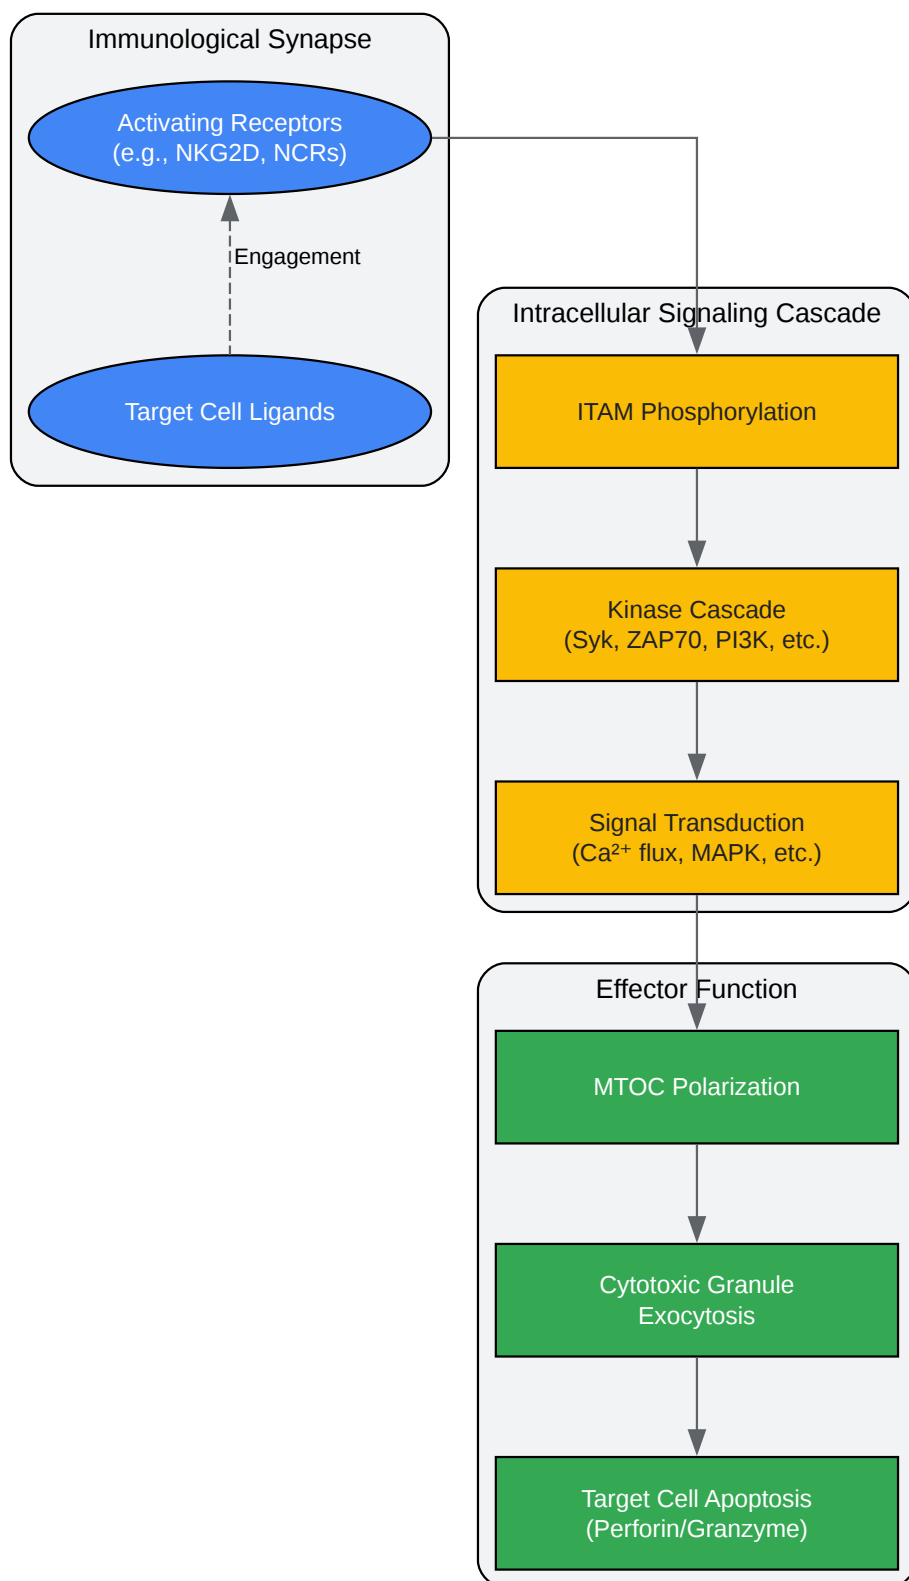 Immunological Synapse
Activating Receptors
(e.g., NKG2D, NCRs)
Engagement
Target Cell Ligands
Intracellular Signaling Cascade
ITAM Phosphorylation
Kinase Cascade
(Syk, ZAP70, PI3K, etc.)
Signal Transduction
(Ca²⁺ flux, MAPK, etc.)
Effector Function
MTOC Polarization
Cytotoxic Granule
Exocytosis
Target Cell Apoptosis
(Perforin/Granzyme)